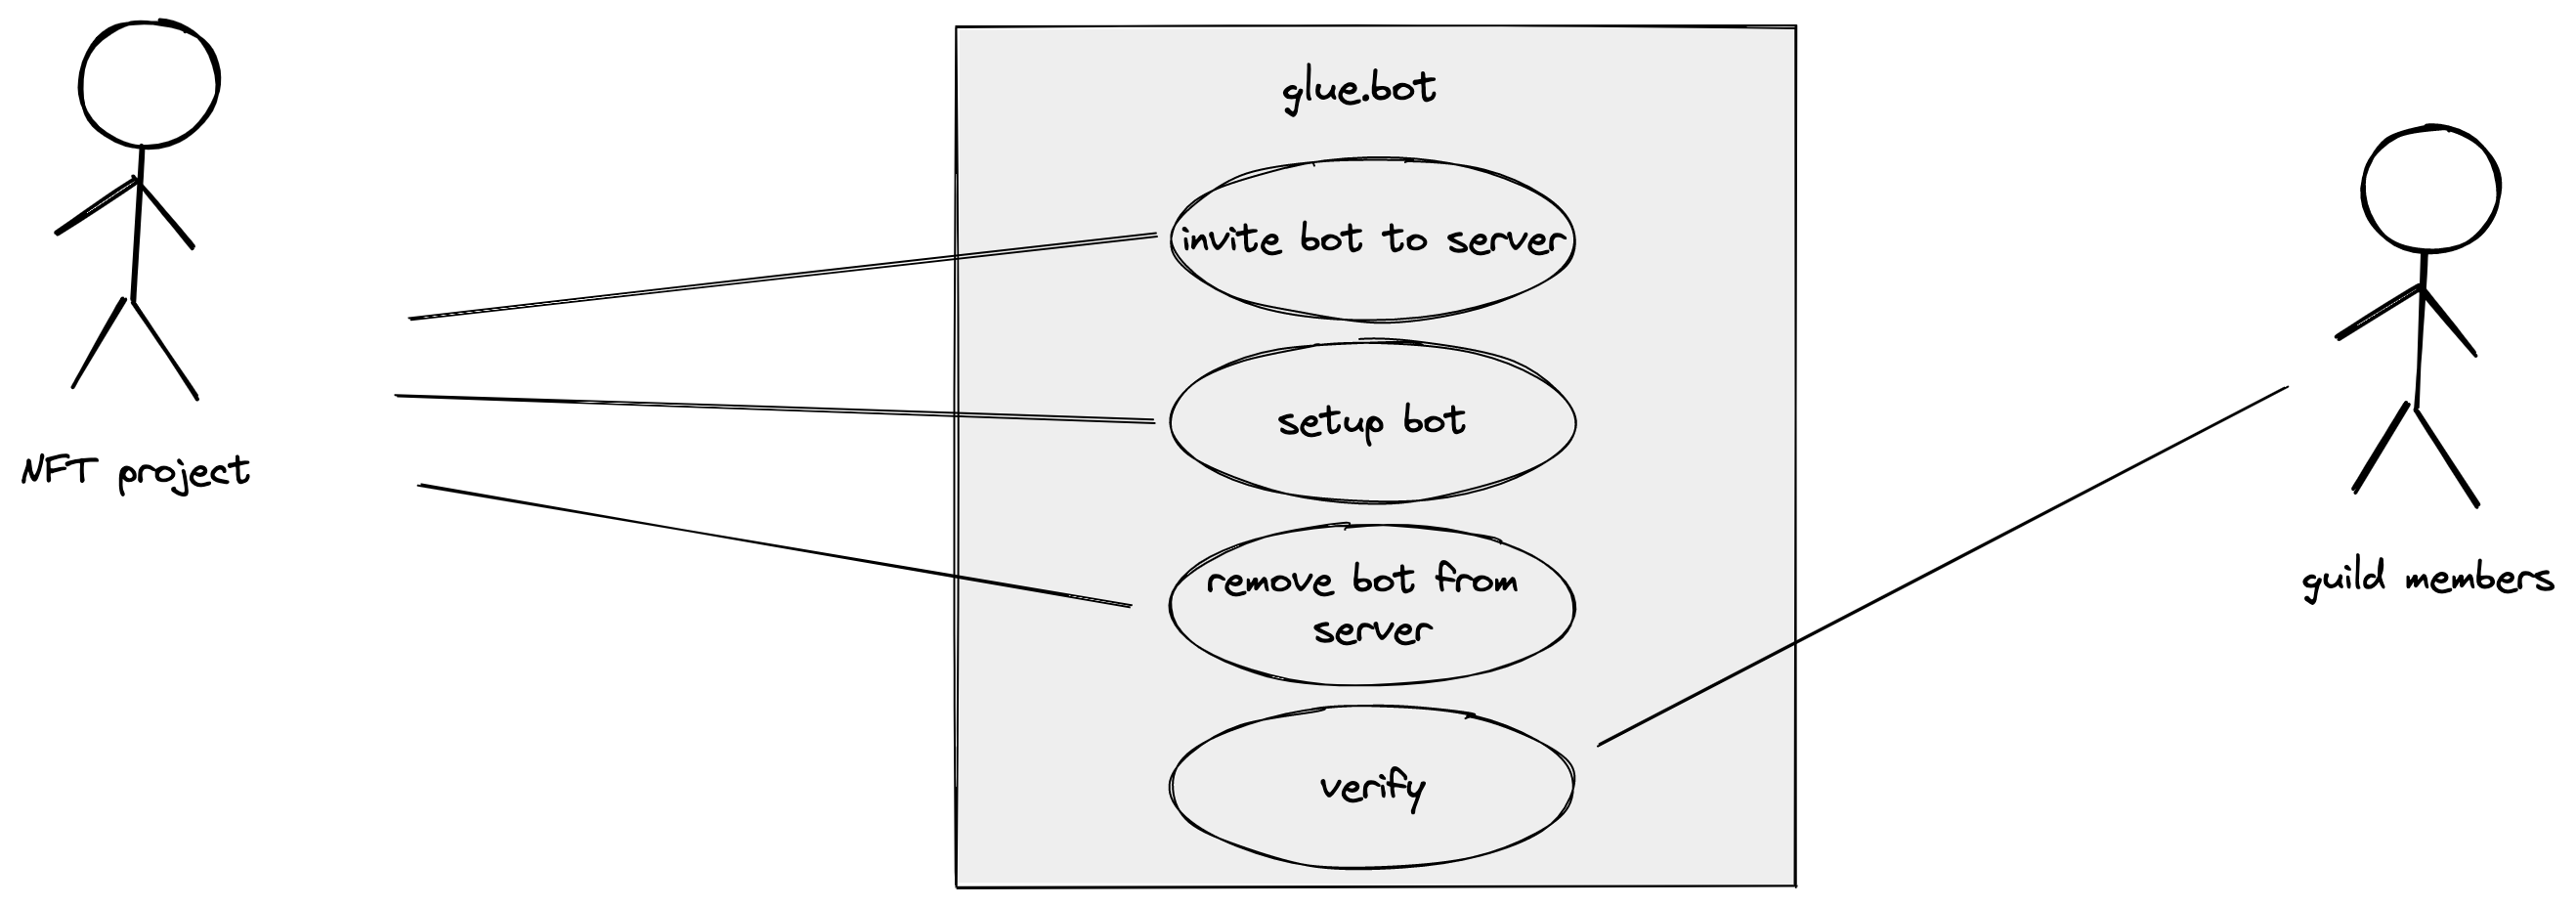 glue.bot
invite bot to server
setup bot
NFT project
remove bot from
server
guild members
verify